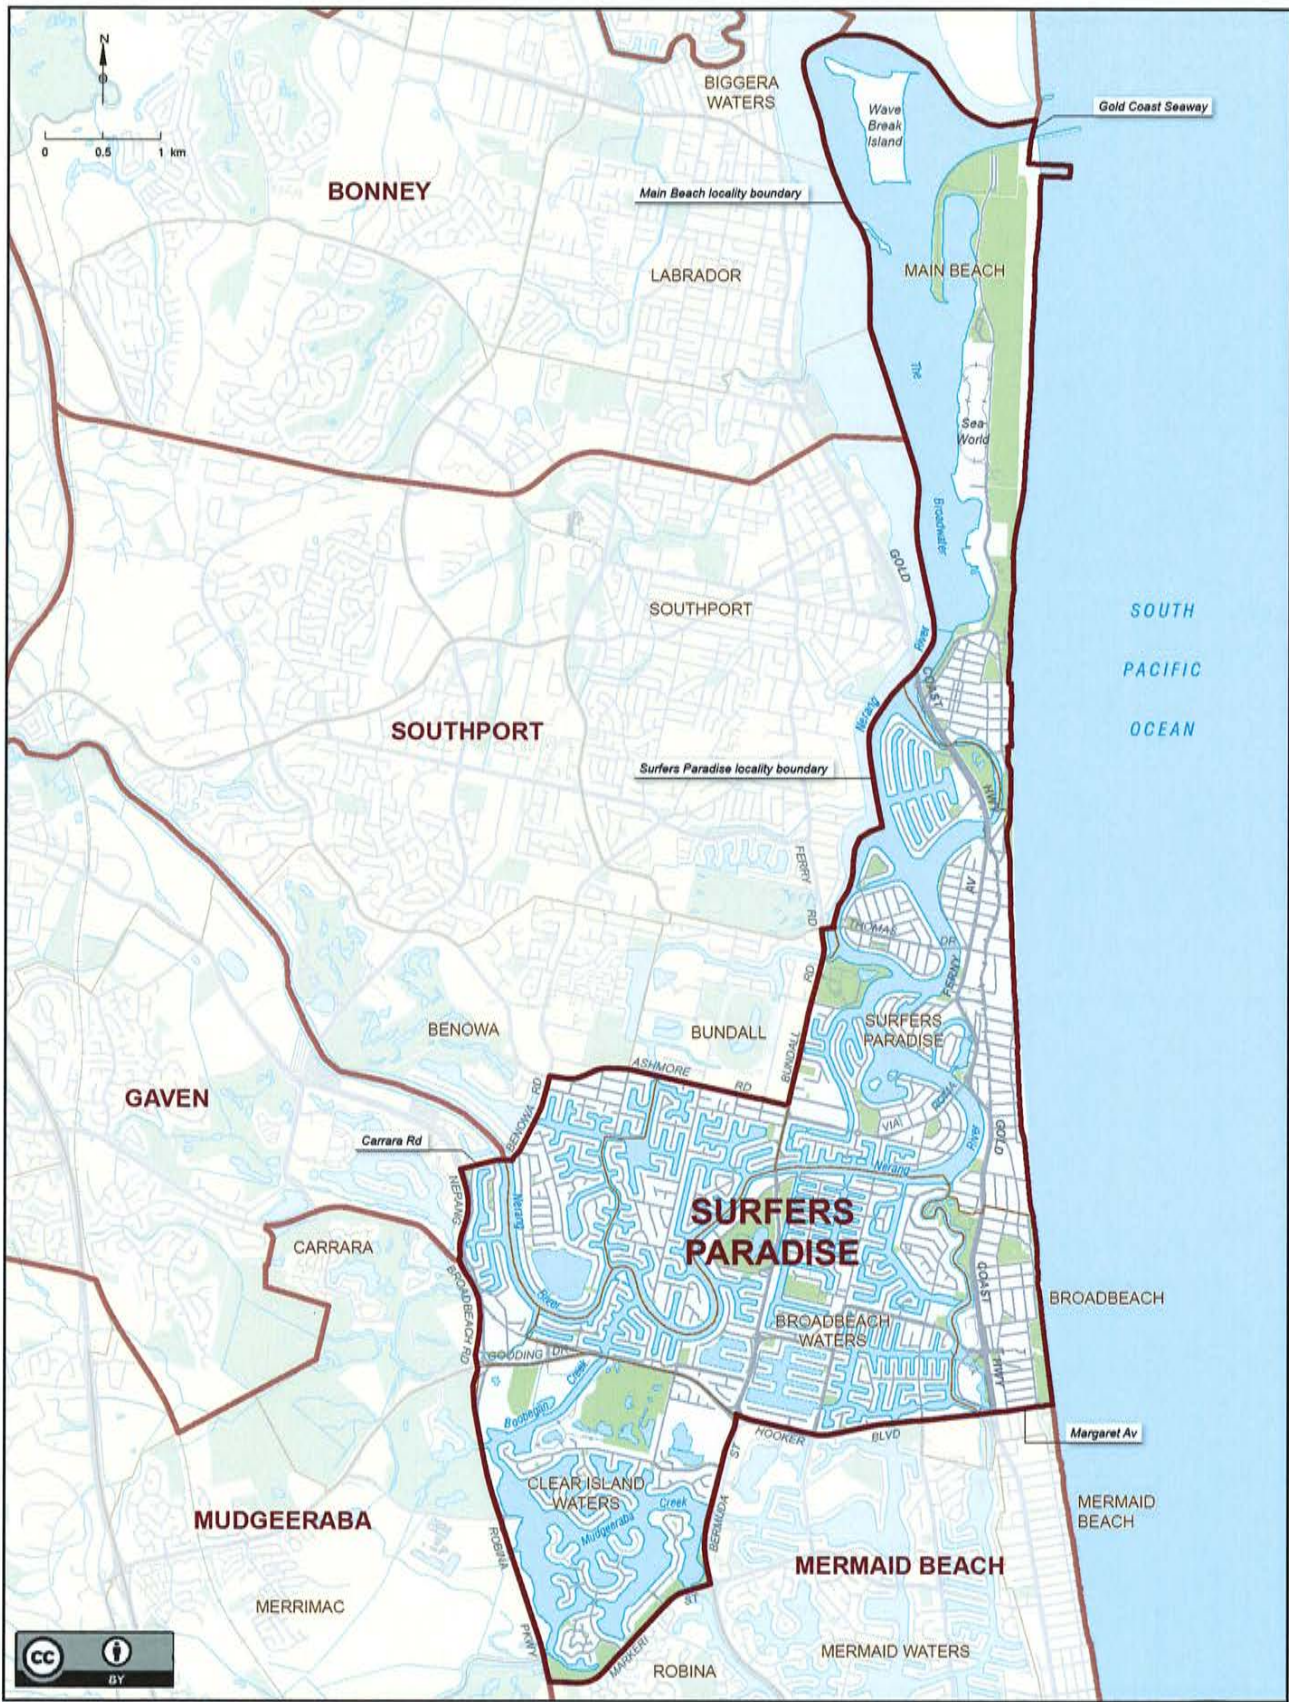 N
0 0.5 1 km
BIGGERA
WATERS
Wave
Break
Island
Gold Coast Seaway
BONNEY
Main Beach locality boundary
LABRADOR
MAIN BEACH
The
Sea
World
Broadwater
GOLD
SOUTHPORT
SOUTH
PACIFIC
OCEAN
River
COAST
Nerang
SOUTHPORT
Surfers Paradise locality boundary
HWY
FERRY
RD
AV
THOMAS
DR
FERNY
RD
BUNDALL
SURFERS
PARADISE
BENOWA
BUNDALL
ASHMORE
RD
GAVEN
BENOWA RD
ROMA
VIA
River
GOLD
Carrara Rd
Nerang
NERANG
Nerang
SURFERS
PARADISE
CARRARA
BROADBEACH RD
COAST
BROADBEACH
River
BROADBEACH
WATERS
GOODING DR
Creek
HWY
Boobegan
HOOKER
BLVD
Margaret Av
ST
CLEAR ISLAND
WATERS
Creek
Mudgeeraba
BERMUDA
MERMAID
BEACH
MUDGEERABA
ROBINA
MERMAID BEACH
MERRIMAC
ST
PKWY
MARKERI
ROBINA
MERMAID WATERS
cc
BY